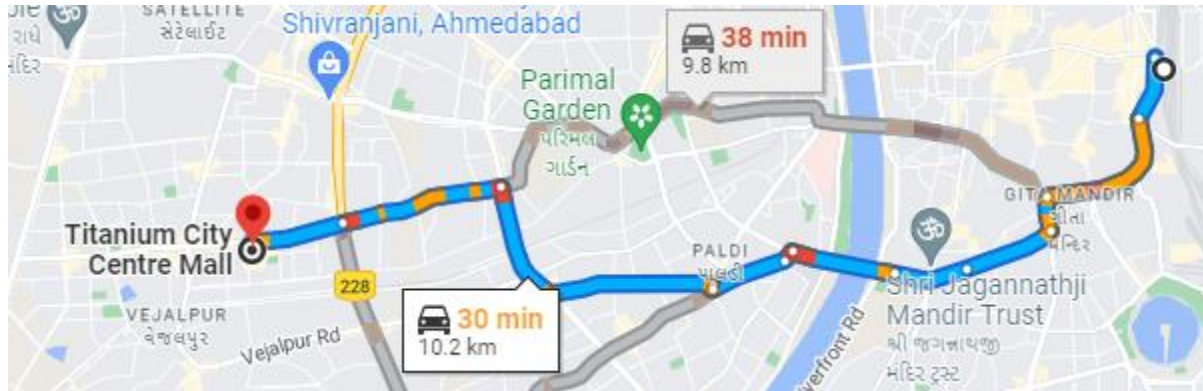 SATELLITE
સેટેલાઈટ
રાધે
મંદિર
Shivranjani, Ahmedabad
38 min
9.8 km
Parimal
Garden
પરિમલ
ગાર્ડન
GITA MANDIR
ગીતા
મન્દિર
Titanium City
Centre Mall
PALDI
પાલડી
228
30 min
10.2 km
Shri Jagannathji
Mandir Trust
શ્રી જગન્નાથજી
મંદિર ટ્રસ્ટ
VEJALPUR
વેજલપુર
Vejalpur Rd
verfront Rd